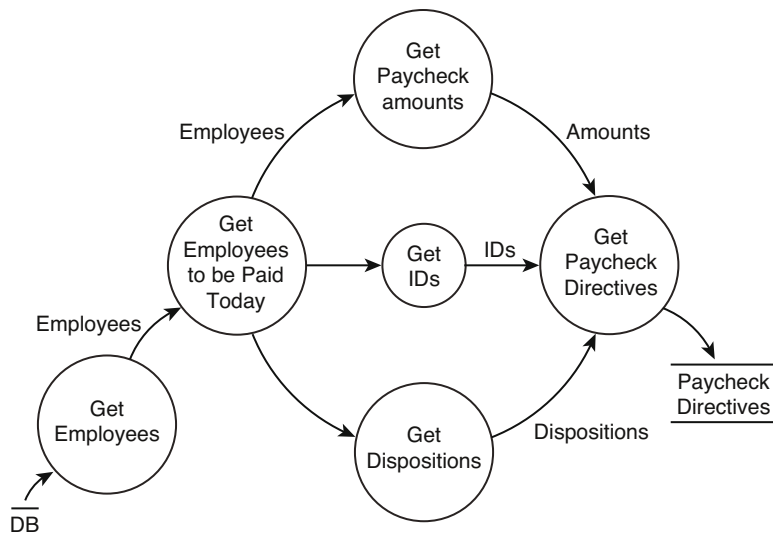 Get
Paycheck
amounts
Employees
Amounts
Get
Employees
to be Paid
Today
Get
IDs
IDs
Get
Paycheck
Directives
Employees
Get
Employees
Get
Dispositions
Dispositions
Paycheck
Directives
DB